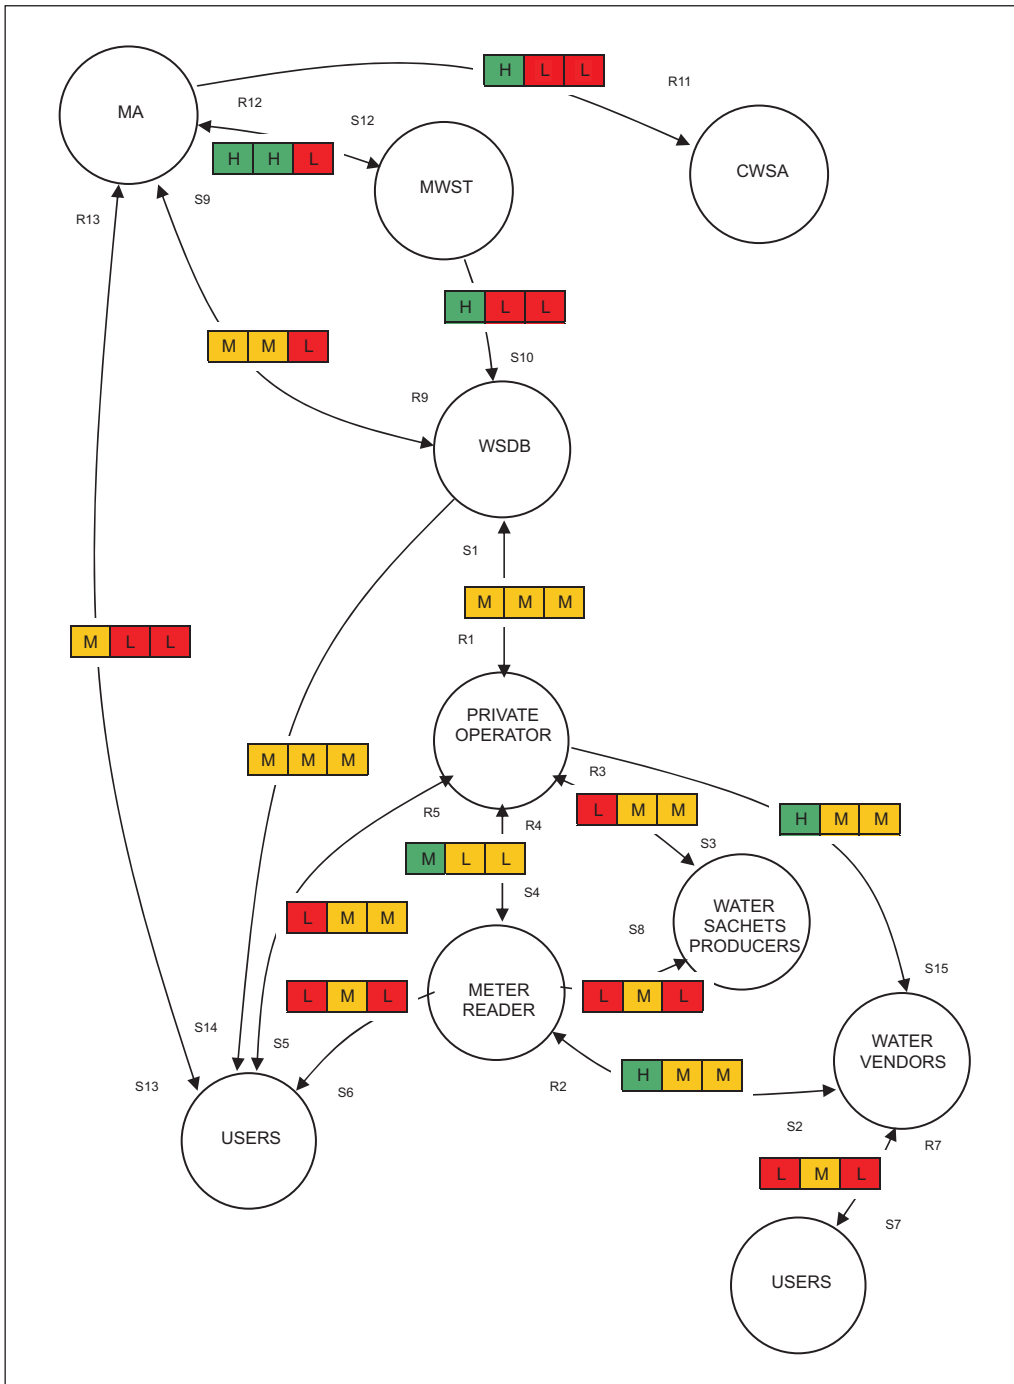 H L L
R11
MA
R12
S12
CWSA
H H L
MWST
S9
R13
H L L
M M L
S10
R9
WSDB
S1
M M M
R1
M L L
PRIVATE
OPERATOR
M M M
R3
R5
L M M
R4
H M M
S3
M L L
S4
L M M
WATER
SACHETS
PRODUCERS
S8
S15
L M L
METER
READER
L M L
S14
S5
WATER
VENDORS
S13
S6
R2
H M M
USERS
S2
R7
L M L
S7
USERS